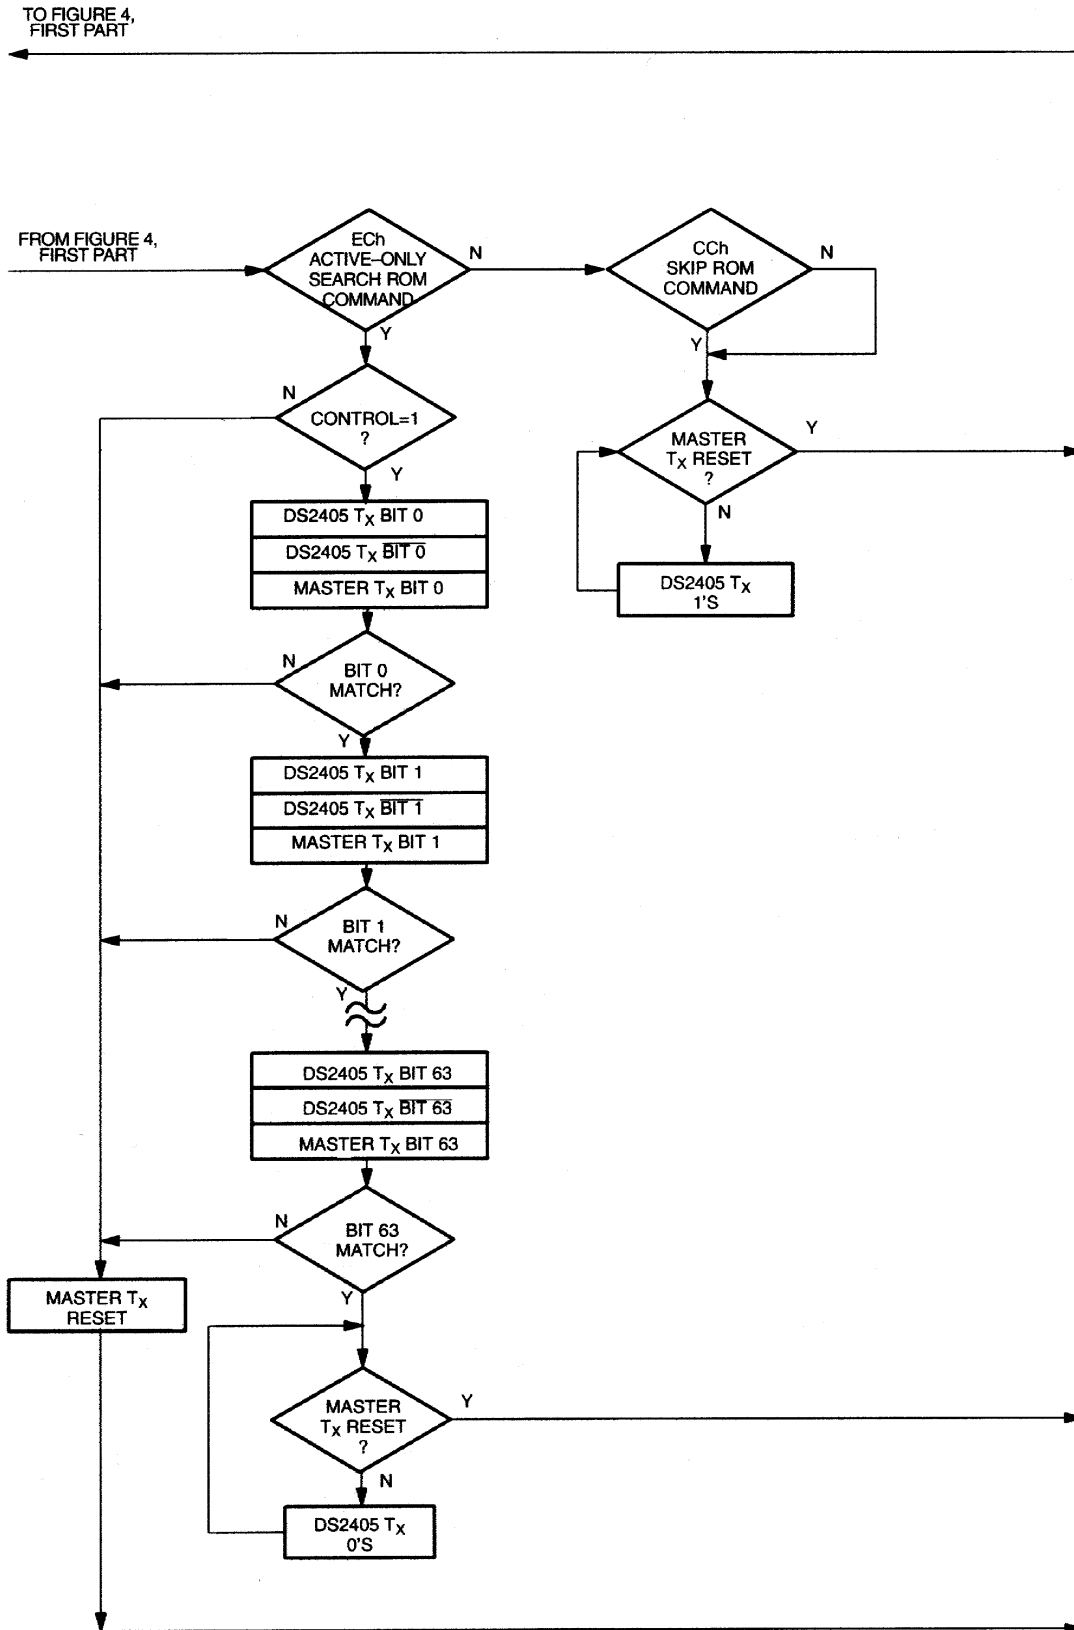 TO FIGURE 4,
FIRST PART
FROM FIGURE 4,
FIRST PART
ECh
ACTIVE–ONLY
SEARCH ROM
COMMAND
N
CCh
SKIP ROM
COMMAND
N
Y
Y
N
CONTROL=1
?
Y
MASTER
TX RESET
?
Y
N
DS2405 TX
1'S
DS2405 TX BIT 0
DS2405 TX BIT 0
MASTER TX BIT 0
N
BIT 0
MATCH?
Y
DS2405 TX BIT 1
DS2405 TX BIT 1
MASTER TX BIT 1
N
BIT 1
MATCH?
Y
DS2405 TX BIT 63
DS2405 TX BIT 63
MASTER TX BIT 63
N
BIT 63
MATCH?
Y
MASTER TX
RESET
MASTER
TX RESET
?
Y
N
DS2405 TX
0'S